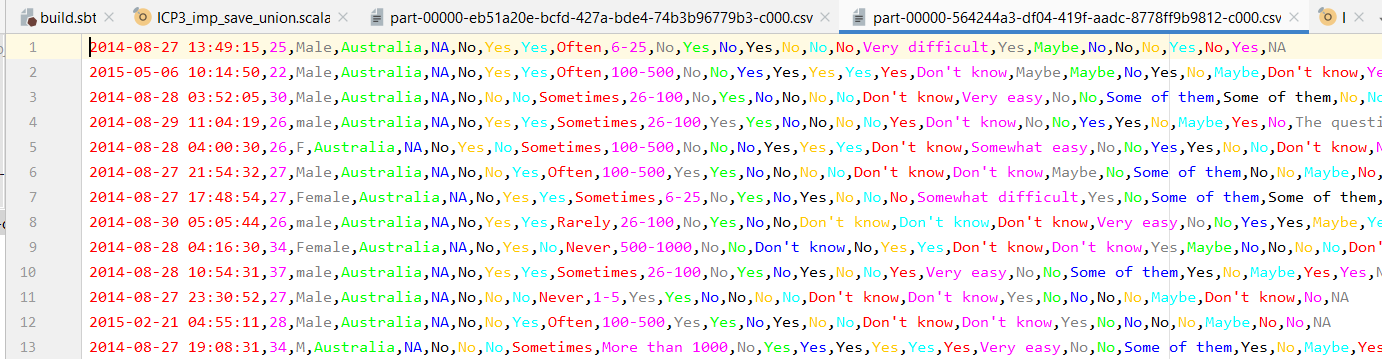 build.sbt ICP3_imp_save_union.scala part-00000-eb51a20e-bcfd-427a-bde4-74b3b96779b3-c000.csv part-00000-564244a3-df04-419f-aadc-8778ff9b9812-c000.csv
1 2014-08-27 13:49:15,25,Male,Australia,NA,No,Yes,Yes,Often,6-25,No,Yes,No,Yes,No,No,No,Very difficult,Yes,Maybe,No,No,No,Yes,No,Yes,NA
2 2015-05-06 10:14:50,22,Male,Australia,NA,No,Yes,Yes,Often,100-500,No,No,Yes,Yes,Yes,Yes,Yes,Don't know,Maybe,Maybe,No,Yes,No,Maybe,Don't know,Ye
3 2014-08-28 03:52:05,30,Male,Australia,NA,No,No,No,Sometimes,26-100,No,Yes,No,No,No,No,Don't know,Very easy,No,No,Some of them,Some of them,No,No
4 2014-08-29 11:04:19,26,male,Australia,NA,No,Yes,Yes,Sometimes,26-100,Yes,Yes,No,No,No,No,Yes,Don't know,No,No,Yes,Yes,No,Maybe,Yes,No,The questi
5 2014-08-28 04:00:30,26,F,Australia,NA,No,Yes,No,Sometimes,100-500,No,No,No,Yes,Yes,Yes,Don't know,Somewhat easy,No,No,Yes,Yes,No,No,Don't know,N
6 2014-08-27 21:54:32,27,Male,Australia,NA,No,No,Yes,Often,100-500,Yes,Yes,No,No,No,No,Don't know,Don't know,Maybe,No,Some of them,No,No,Maybe,No,
7 2014-08-27 17:48:54,27,Female,Australia,NA,No,Yes,Yes,Sometimes,6-25,No,Yes,No,Yes,No,No,No,Somewhat difficult,Yes,No,Some of them,Some of them,
8 2014-08-30 05:05:44,26,male,Australia,NA,No,Yes,Yes,Rarely,26-100,No,Yes,No,No,Don't know,Don't know,Don't know,Very easy,No,No,Yes,Yes,Maybe,Ye
9 2014-08-28 04:16:30,34,Female,Australia,NA,No,Yes,No,Never,500-1000,No,No,Don't know,No,Yes,Yes,Don't know,Don't know,Yes,Maybe,No,No,No,No,Don'
10 2014-08-28 10:54:31,37,male,Australia,NA,No,Yes,Yes,Sometimes,26-100,No,Yes,No,Yes,No,No,Yes,Very easy,No,No,Some of them,Yes,No,Maybe,Yes,Yes,N
11 2014-08-27 23:30:52,27,Male,Australia,NA,No,No,No,Never,1-5,Yes,Yes,No,No,No,No,Don't know,Don't know,Yes,No,No,No,No,Maybe,Don't know,No,NA
12 2015-02-21 04:55:11,28,Male,Australia,NA,No,No,Yes,Often,100-500,Yes,Yes,No,Yes,No,No,Don't know,Don't know,Yes,No,No,No,No,Maybe,No,No,NA
13 2014-08-27 19:08:31,34,M,Australia,NA,No,No,No,Sometimes,More than 1000,No,Yes,Yes,Yes,Yes,Yes,Yes,Very easy,No,No,Some of them,Yes,No,Maybe